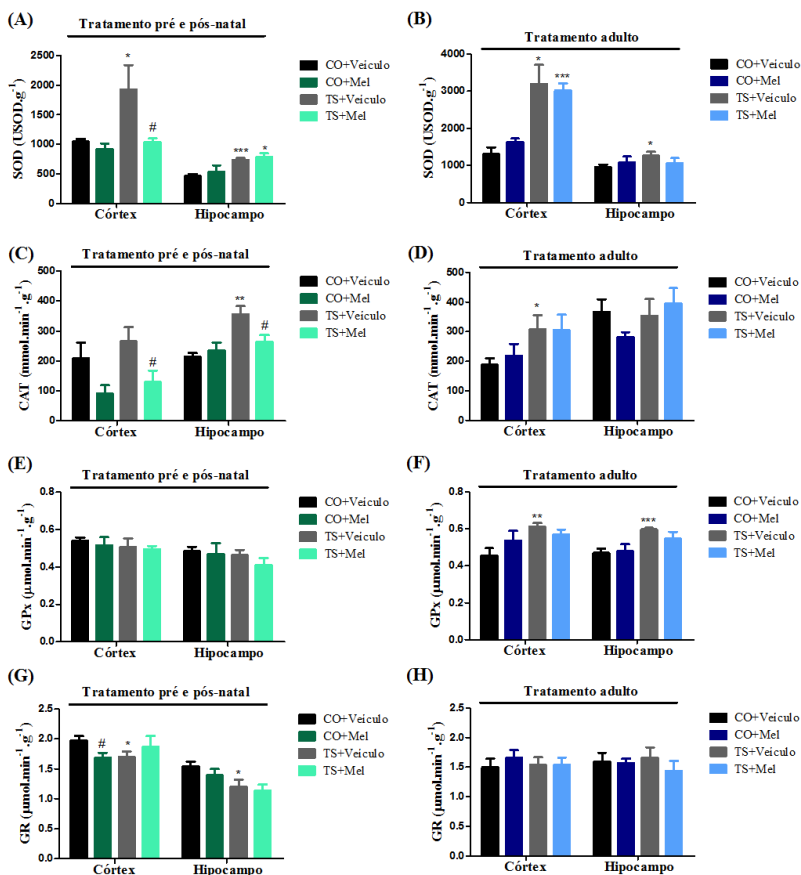 (A)
Tratamento pré e pós-natal
SOD (USOD.g⁻¹)
2500
2000
1500
1000
500
0
*
#
***
*
Córtex
Hipocampo
CO+Veículo
CO+Mel
TS+Veículo
TS+Mel
(B)
Tratamento adulto
SOD (USOD.g⁻¹)
4000
3000
2000
1000
0
*
***
*
Córtex
Hipocampo
CO+Veículo
CO+Mel
TS+Veículo
TS+Mel
(C)
Tratamento pré e pós-natal
CAT (mmol.min⁻¹.g⁻¹)
500
400
300
200
100
0
#
**
#
Córtex
Hipocampo
CO+Veículo
CO+Mel
TS+Veículo
TS+Mel
(D)
Tratamento adulto
CAT (mmol.min⁻¹.g⁻¹)
500
400
300
200
100
0
*
Córtex
Hipocampo
CO+Veículo
CO+Mel
TS+Veículo
TS+Mel
(E)
Tratamento pré e pós-natal
GPx (µmol.min⁻¹.g⁻¹)
0.8
0.6
0.4
0.2
0.0
Córtex
Hipocampo
CO+Veículo
CO+Mel
TS+Veículo
TS+Mel
(F)
Tratamento adulto
GPx (µmol.min⁻¹.g⁻¹)
0.8
0.6
0.4
0.2
0.0
**
***
Córtex
Hipocampo
CO+Veículo
CO+Mel
TS+Veículo
TS+Mel
(G)
Tratamento pré e pós-natal
GR (µmol.min⁻¹.g⁻¹)
2.5
2.0
1.5
1.0
0.5
0.0
#
*
*
Córtex
Hipocampo
CO+Veículo
CO+Mel
TS+Veículo
TS+Mel
(H)
Tratamento adulto
GR (µmol.min⁻¹.g⁻¹)
2.5
2.0
1.5
1.0
0.5
0.0
Córtex
Hipocampo
CO+Veículo
CO+Mel
TS+Veículo
TS+Mel